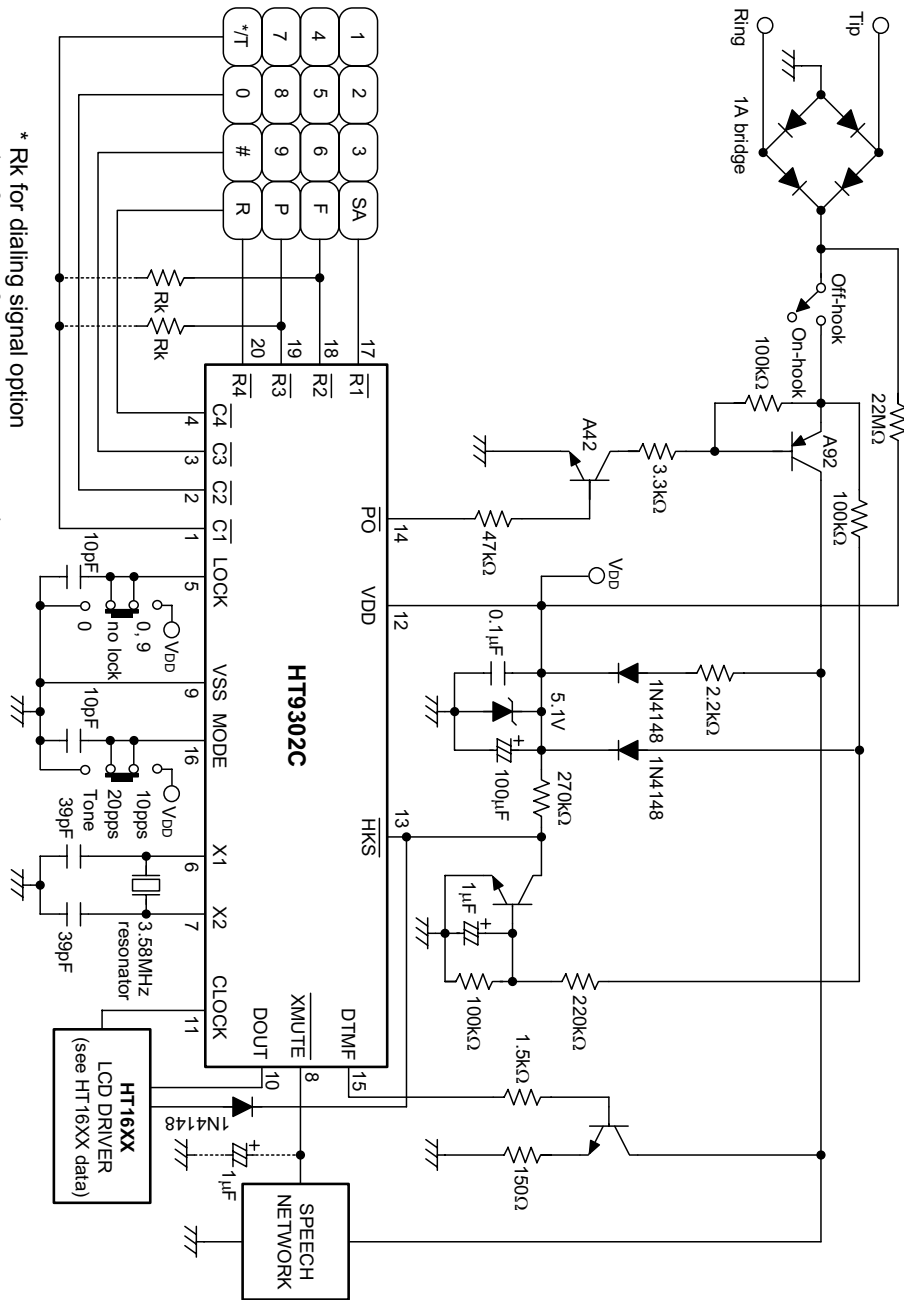 Tip
Ring
1A bridge
Off-hook
On-hook
22MΩ
100kΩ
A92
100kΩ
3.3kΩ
A42
47kΩ
VDD
2.2kΩ
1N4148
1N4148
0.1µF
5.1V
100µF
270kΩ
1µF
100kΩ
220kΩ
1.5kΩ
150Ω
1 2 3 SA
4 5 6 F
7 8 9 P
*/T 0 # R
Rk
Rk
17 R1
18 R2
19 R3
20 R4
14 PO
12 VDD
13 HKS
15 DTMF
HT9302C
C4 4
C3 3
C2 2
C1 1
LOCK 5
VSS 9
MODE 16
X1 6
X2 7
CLOCK 11
DOUT 10
XMUTE 8
10pF
VDD
0, 9
no lock
0
10pF
VDD
10pps
20pps
Tone
39pF
39pF
3.58MHz
resonator
1N4148
1µF
HT16XX
LCD DRIVER
(see HT16XX data)
SPEECH
NETWORK
* Rk for dialing signal option